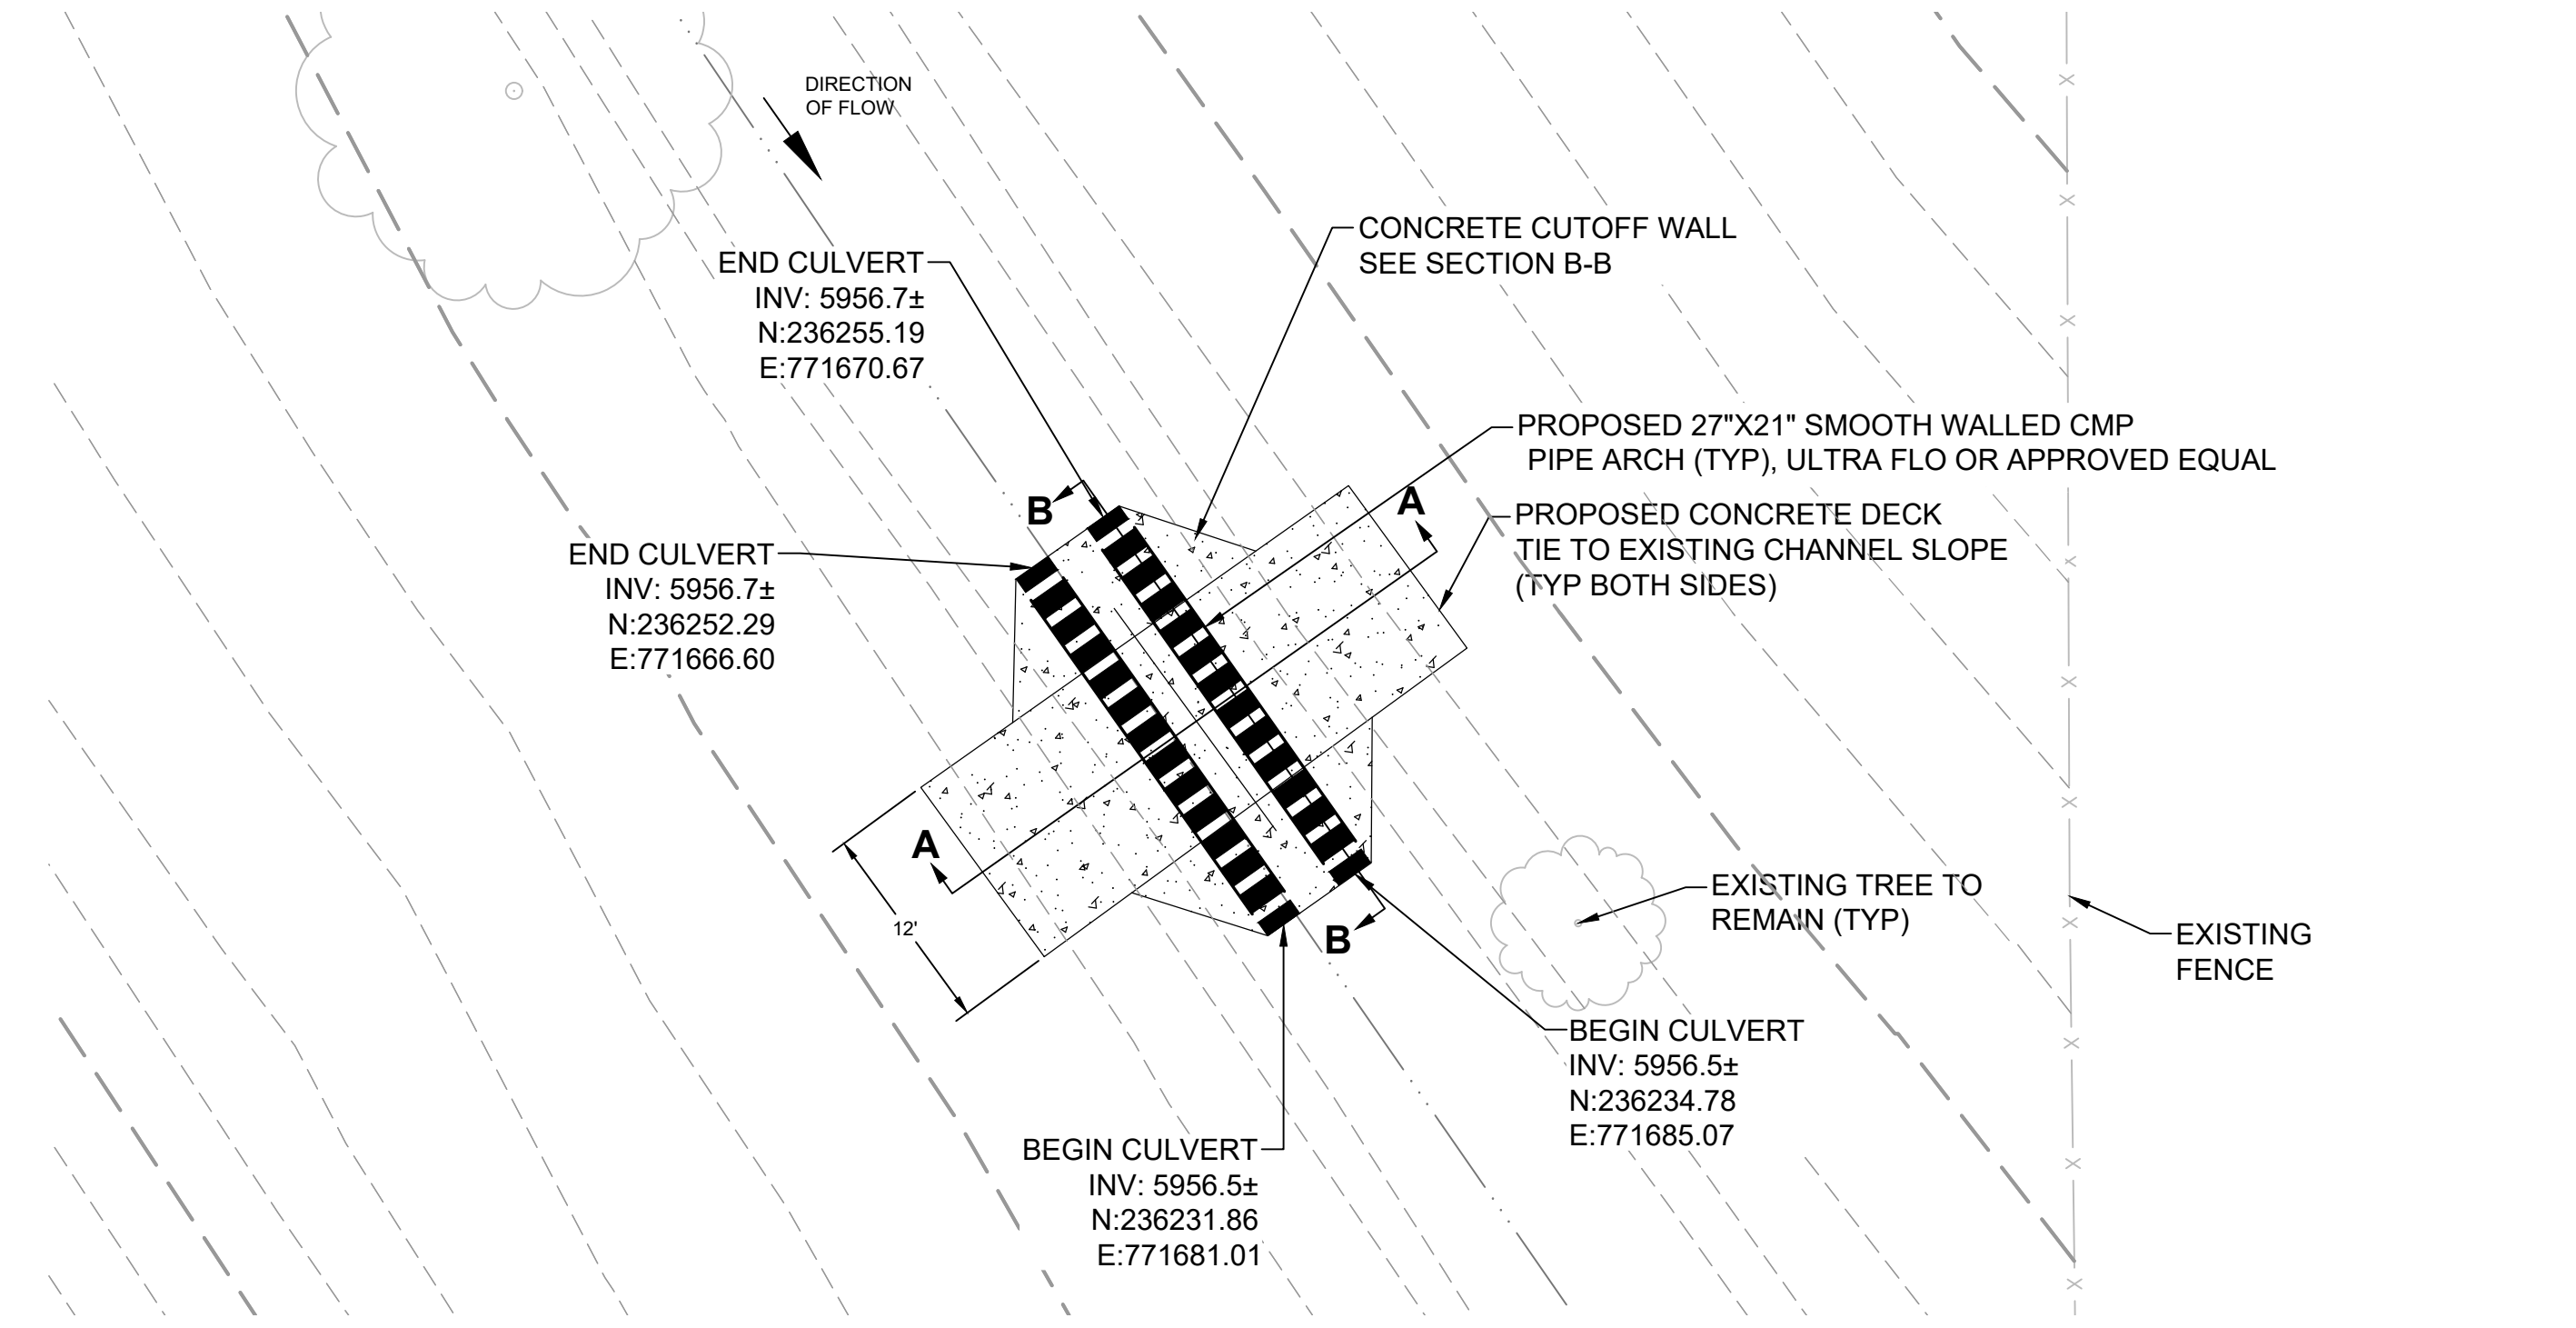 DIRECTION
OF FLOW
CONCRETE CUTOFF WALL
SEE SECTION B-B
END CULVERT
INV: 5956.7±
N:236255.19
E:771670.67
PROPOSED 27"X21" SMOOTH WALLED CMP
PIPE ARCH (TYP), ULTRA FLO OR APPROVED EQUAL
B
A
PROPOSED CONCRETE DECK
TIE TO EXISTING CHANNEL SLOPE
(TYP BOTH SIDES)
END CULVERT
INV: 5956.7±
N:236252.29
E:771666.60
A
12'
B
EXISTING TREE TO
REMAIN (TYP)
EXISTING
FENCE
BEGIN CULVERT
INV: 5956.5±
N:236234.78
E:771685.07
BEGIN CULVERT
INV: 5956.5±
N:236231.86
E:771681.01